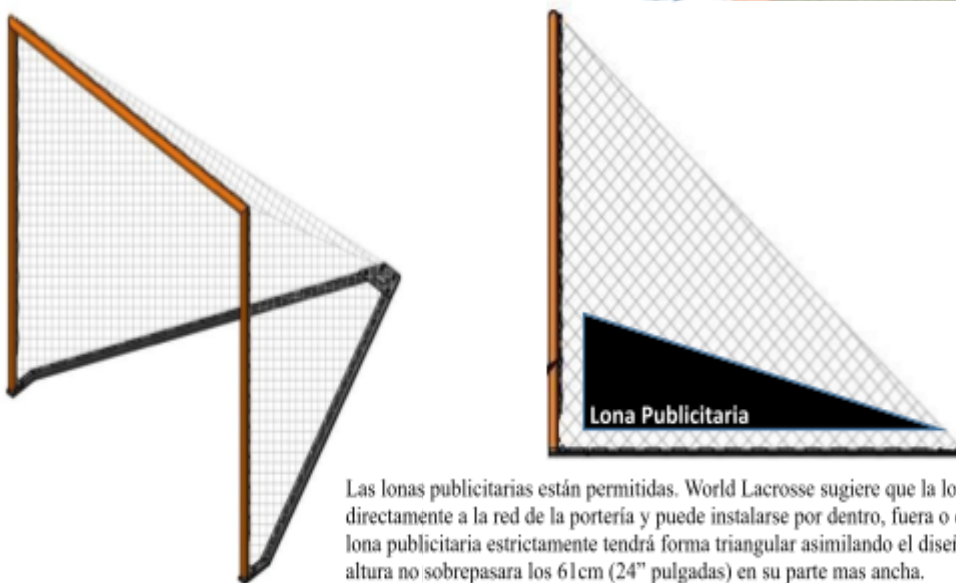 Lona Publicitaria
Las lonas publicitarias están permitidas. World Lacrosse sugiere que la
directamente a la red de la portería y puede instalarse por dentro, fuera o
lona publicitaria estrictamente tendrá forma triangular asimilando el
altura no sobrepasara los 61cm (24” pulgadas) en su parte mas ancha.